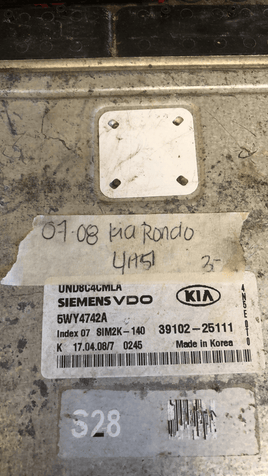 07-08 Kia Rondo
4H51 3-
UND8C4CMLA
SIEMENS VDO KIA
5WY4742A
Index 07 SIM2K-140 39102-25111
K 17.04.08/7 0245 Made in Korea
S28